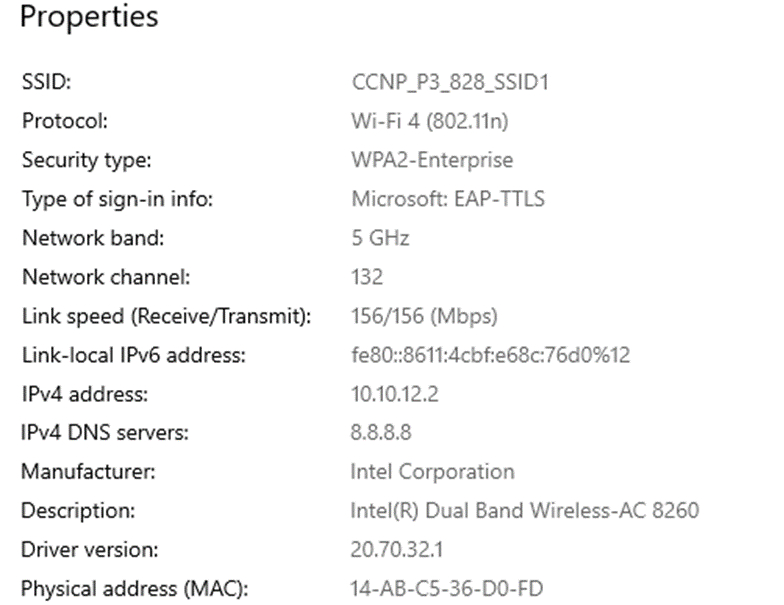 Properties
SSID: CCNP_P3_828_SSID1
Protocol: Wi-Fi 4 (802.11n)
Security type: WPA2-Enterprise
Type of sign-in info: Microsoft: EAP-TTLS
Network band: 5 GHz
Network channel: 132
Link speed (Receive/Transmit): 156/156 (Mbps)
Link-local IPv6 address: fe80::8611:4cbf:e68c:76d0%12
IPv4 address: 10.10.12.2
IPv4 DNS servers: 8.8.8.8
Manufacturer: Intel Corporation
Description: Intel(R) Dual Band Wireless-AC 8260
Driver version: 20.70.32.1
Physical address (MAC): 14-AB-C5-36-D0-FD